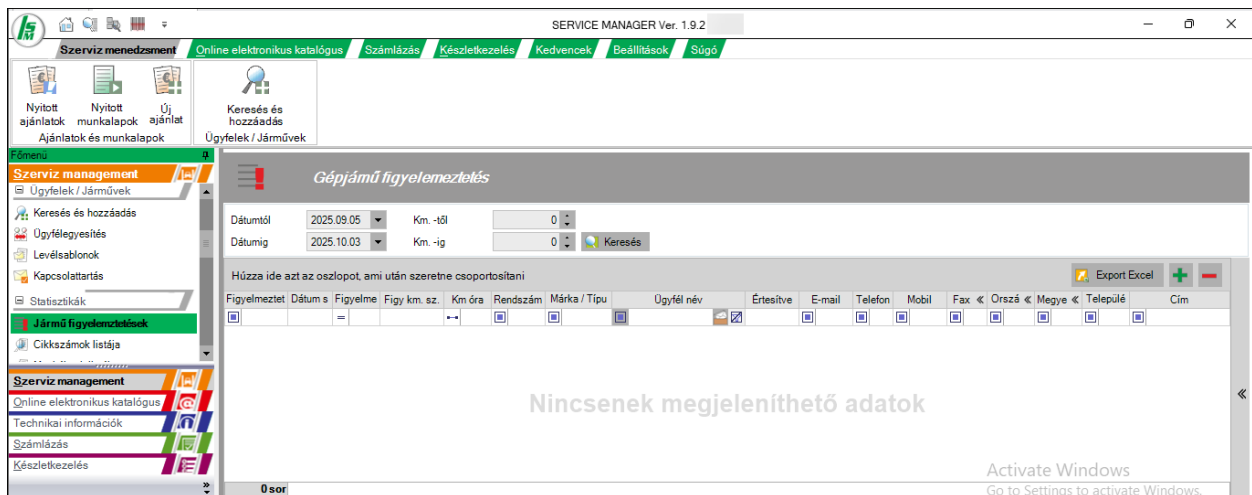 SERVICE MANAGER Ver. 1.9.2
Szerviz menedzsment Online elektronikus katalógus Számlázás Készletkezelés Kedvencek Beállítások Súgó
Nyitott ajánlatok Nyitott munkalapok Új ajánlat Keresés és hozzáadás
Ajánlatok és munkalapok Ügyfelek / Járművek
Főmenü
Szerviz management
Ügyfelek / Járművek
Keresés és hozzáadás
Ügyfélegyesítés
Levélsablonok
Kapcsolattartás
Statisztikák
Jármű figyelemztetések
Cikkszámok listája
Szerviz management
Online elektronikus katalógus
Technikai információk
Számlázás
Készletkezelés
Gépjámű figyelemeztetés
Dátumtól 2025.09.05 Km. -től 0
Dátumig 2025.10.03 Km. -ig 0 Keresés
Húzza ide azt az oszlopot, ami után szeretne csoportosítani Export Excel
Figyelmeztet Dátum s Figyelme Figy km. sz. Km óra Rendszám Márka / Típu Ügyfél név Értesítve E-mail Telefon Mobil Fax Orszá Megye Települé Cím
Nincsenek megjeleníthető adatok
0 sor
Activate Windows
Go to Settings to activate Windows.